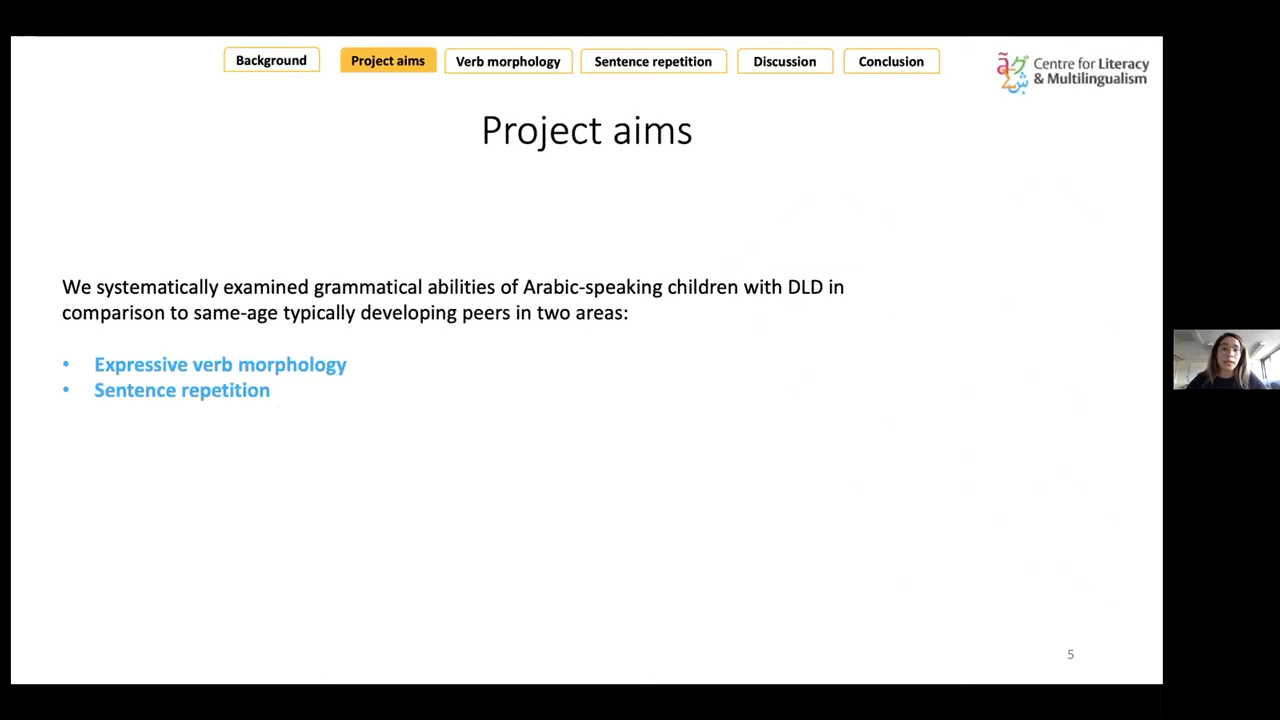 Background
Project aims
Verb morphology
Sentence repetition
Discussion
Conclusion
Centre for Literacy
& Multilingualism
Project aims
We systematically examined grammatical abilities of Arabic-speaking children with DLD in
comparison to same-age typically developing peers in two areas:
• Expressive verb morphology
• Sentence repetition
5